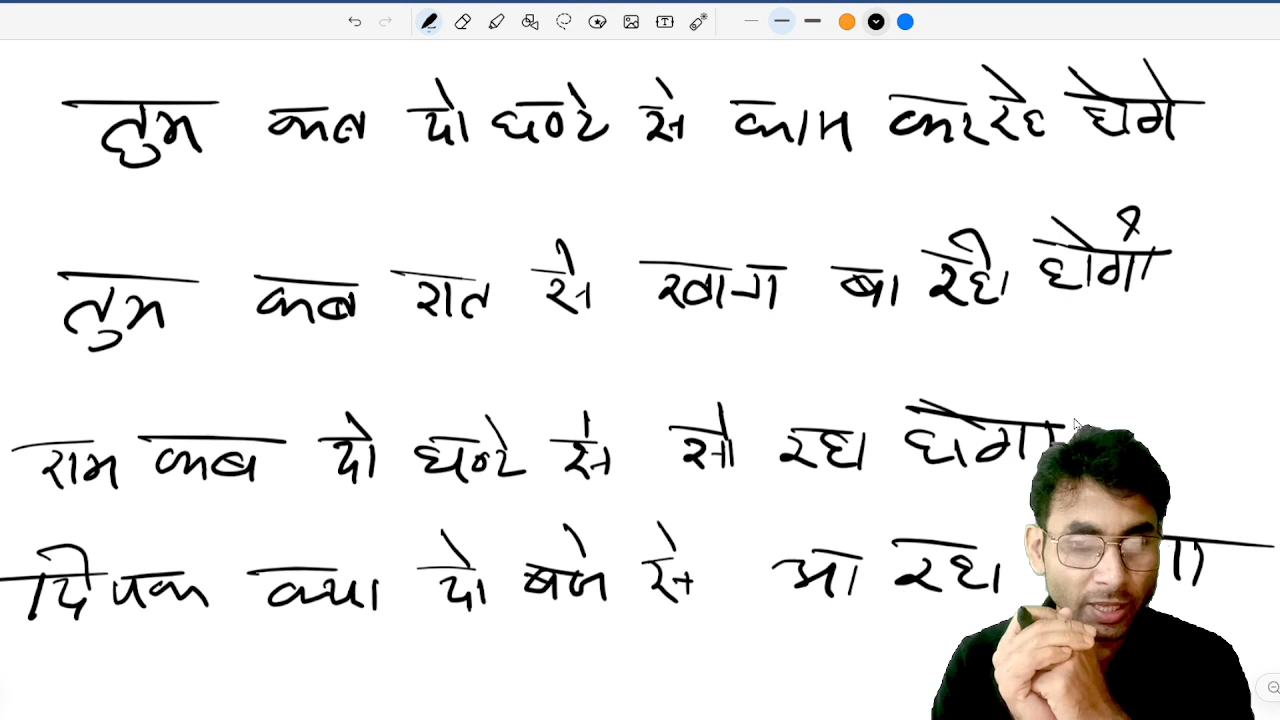 तुम कल दो घण्टे से काम कर रहे होगे
तुम कब रात से खाना खा रही होगी
राम कब दो घण्टे से सो रहा होगा
दिपक क्या दो बजे से आ रहा